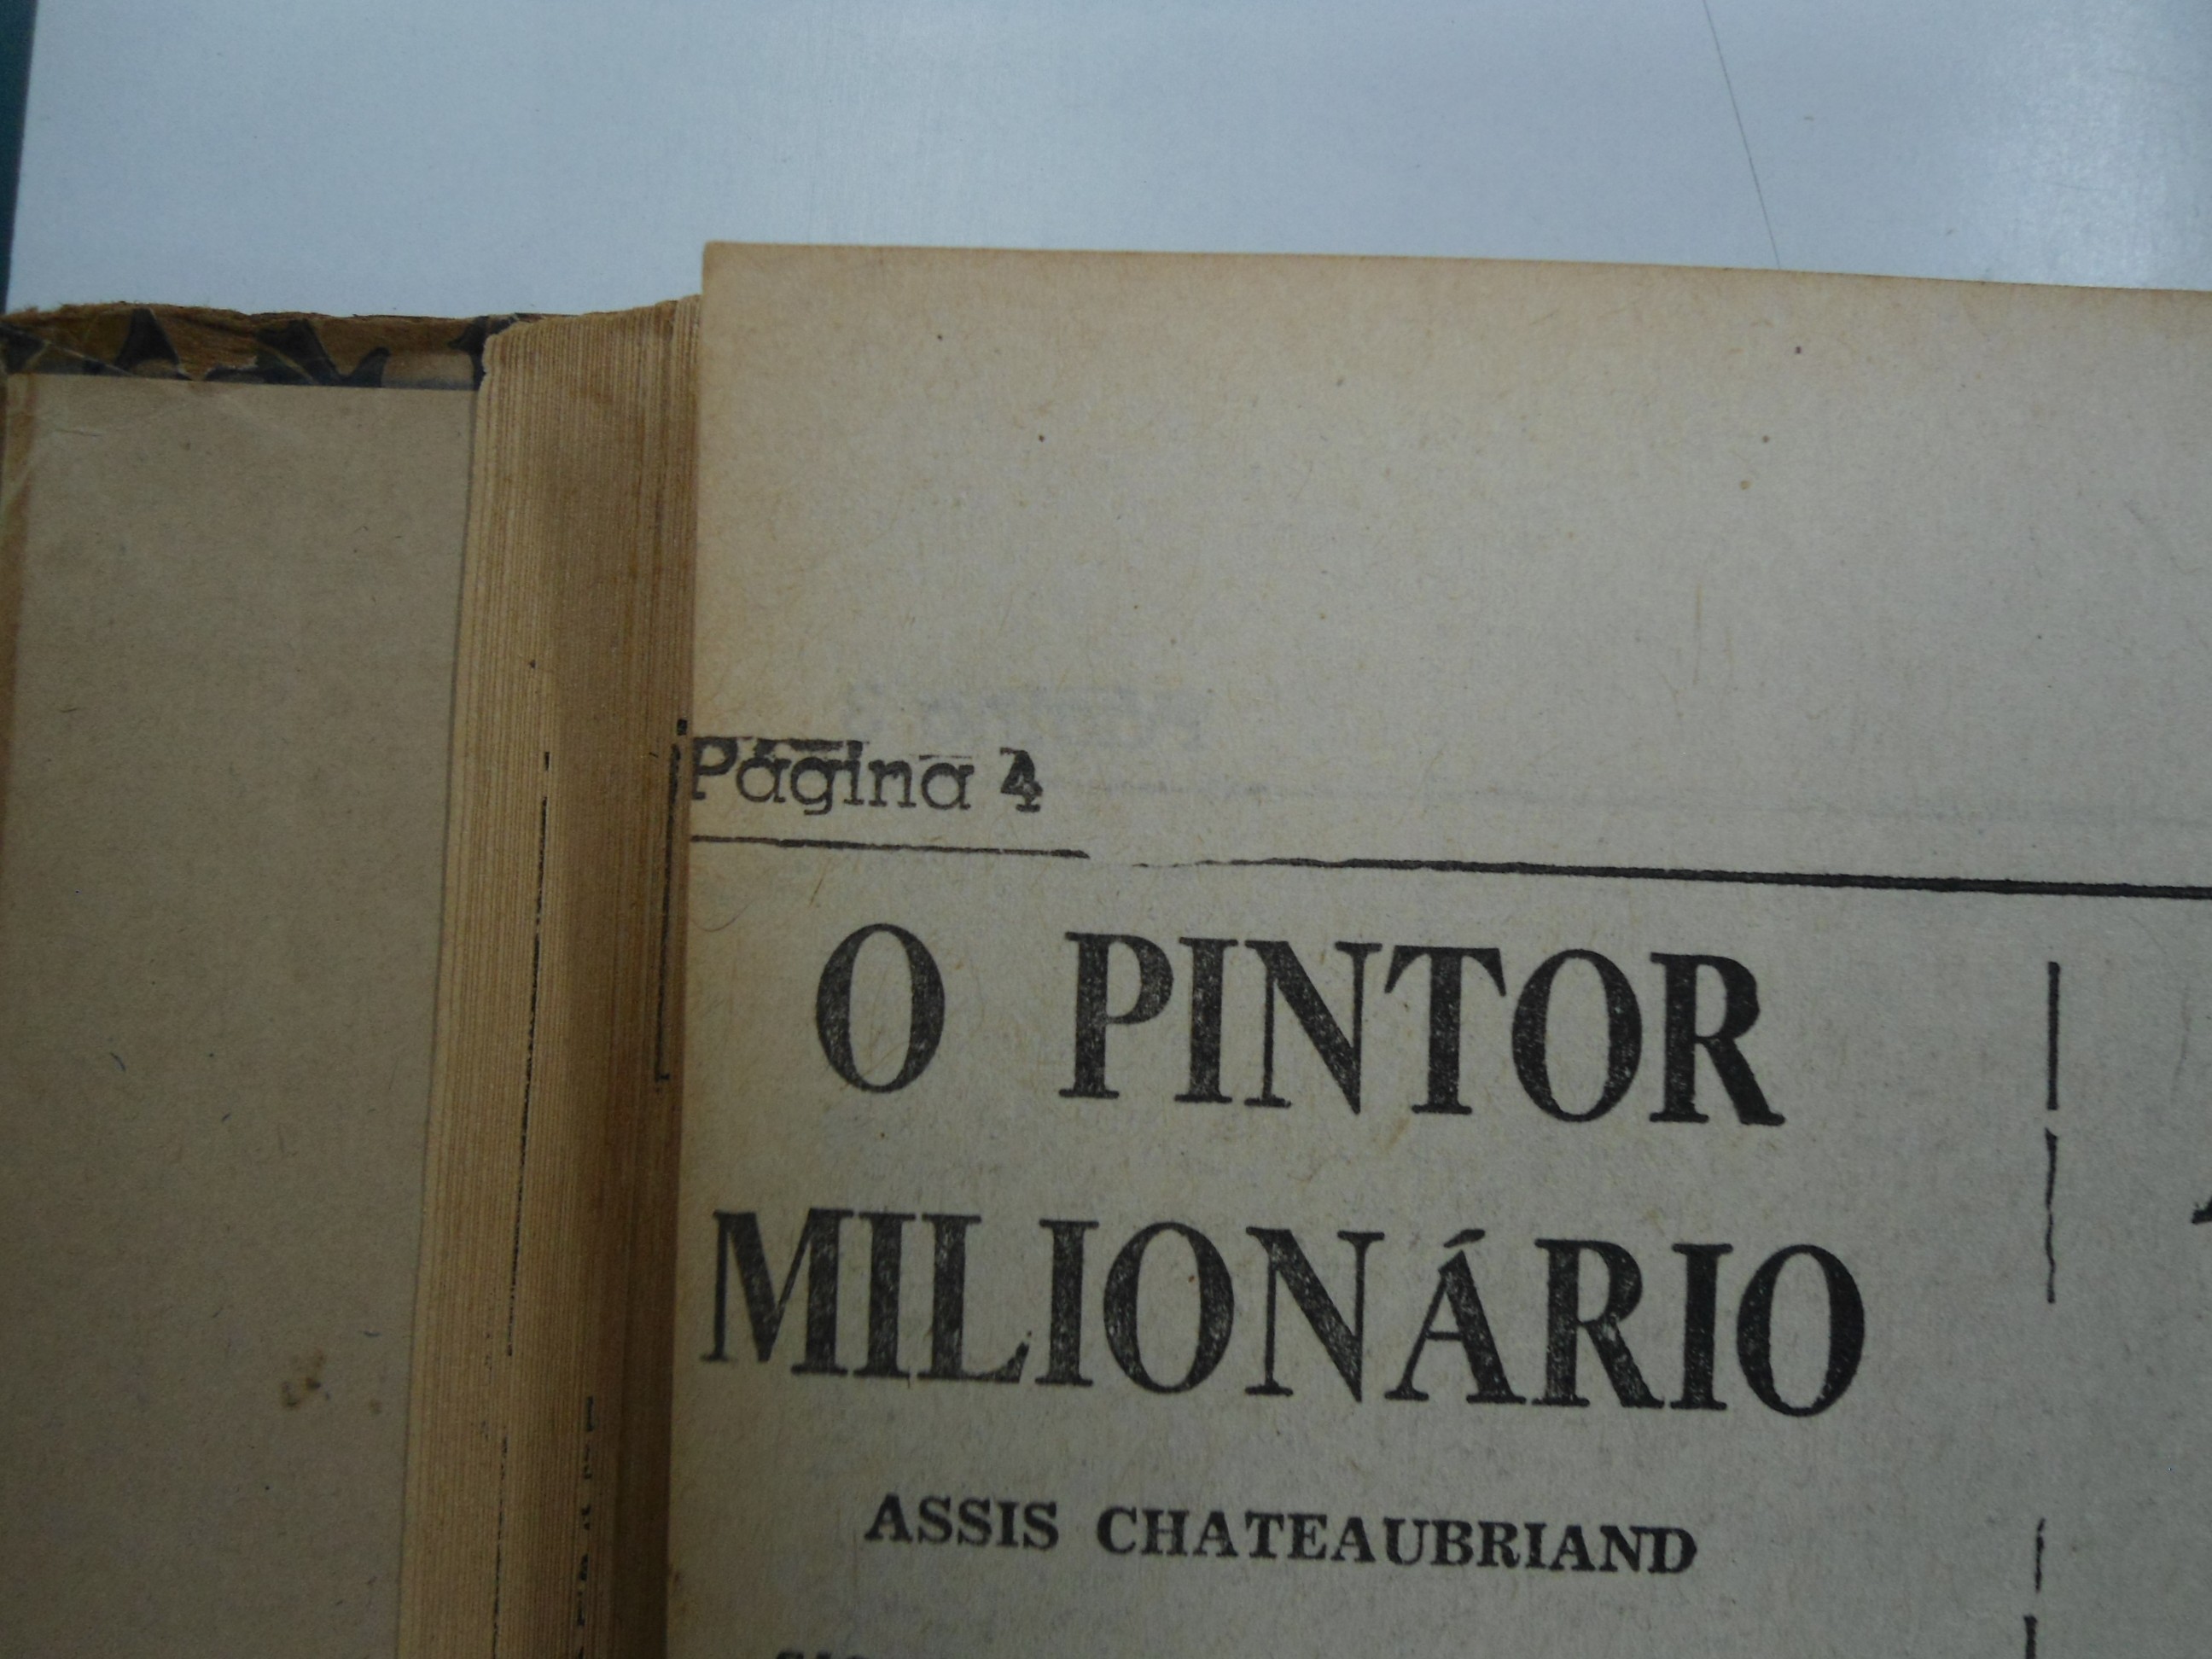 Página 4
O PINTOR
MILIONÁRIO
ASSIS CHATEAUBRIAND